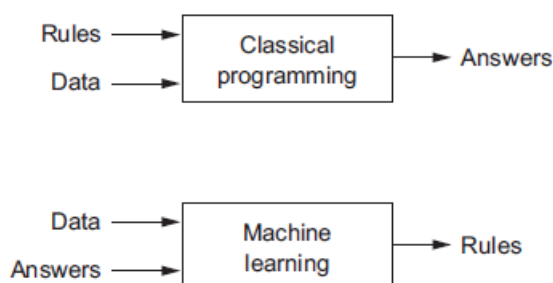 Rules
Data
Classical
programming
Answers
Data
Answers
Machine
learning
Rules